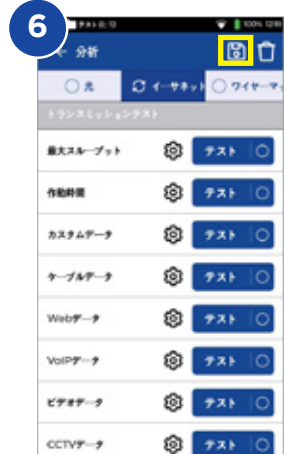 6
100% 12:19
← 分析
光 イーサネット ワイヤーマ
トランスミッションテスト
最大スループット テスト
作動時間 テスト
カスタムデータ テスト
ケーブルデータ テスト
Webデータ テスト
VoIPデータ テスト
ビデオデータ テスト
CCTVデータ テスト